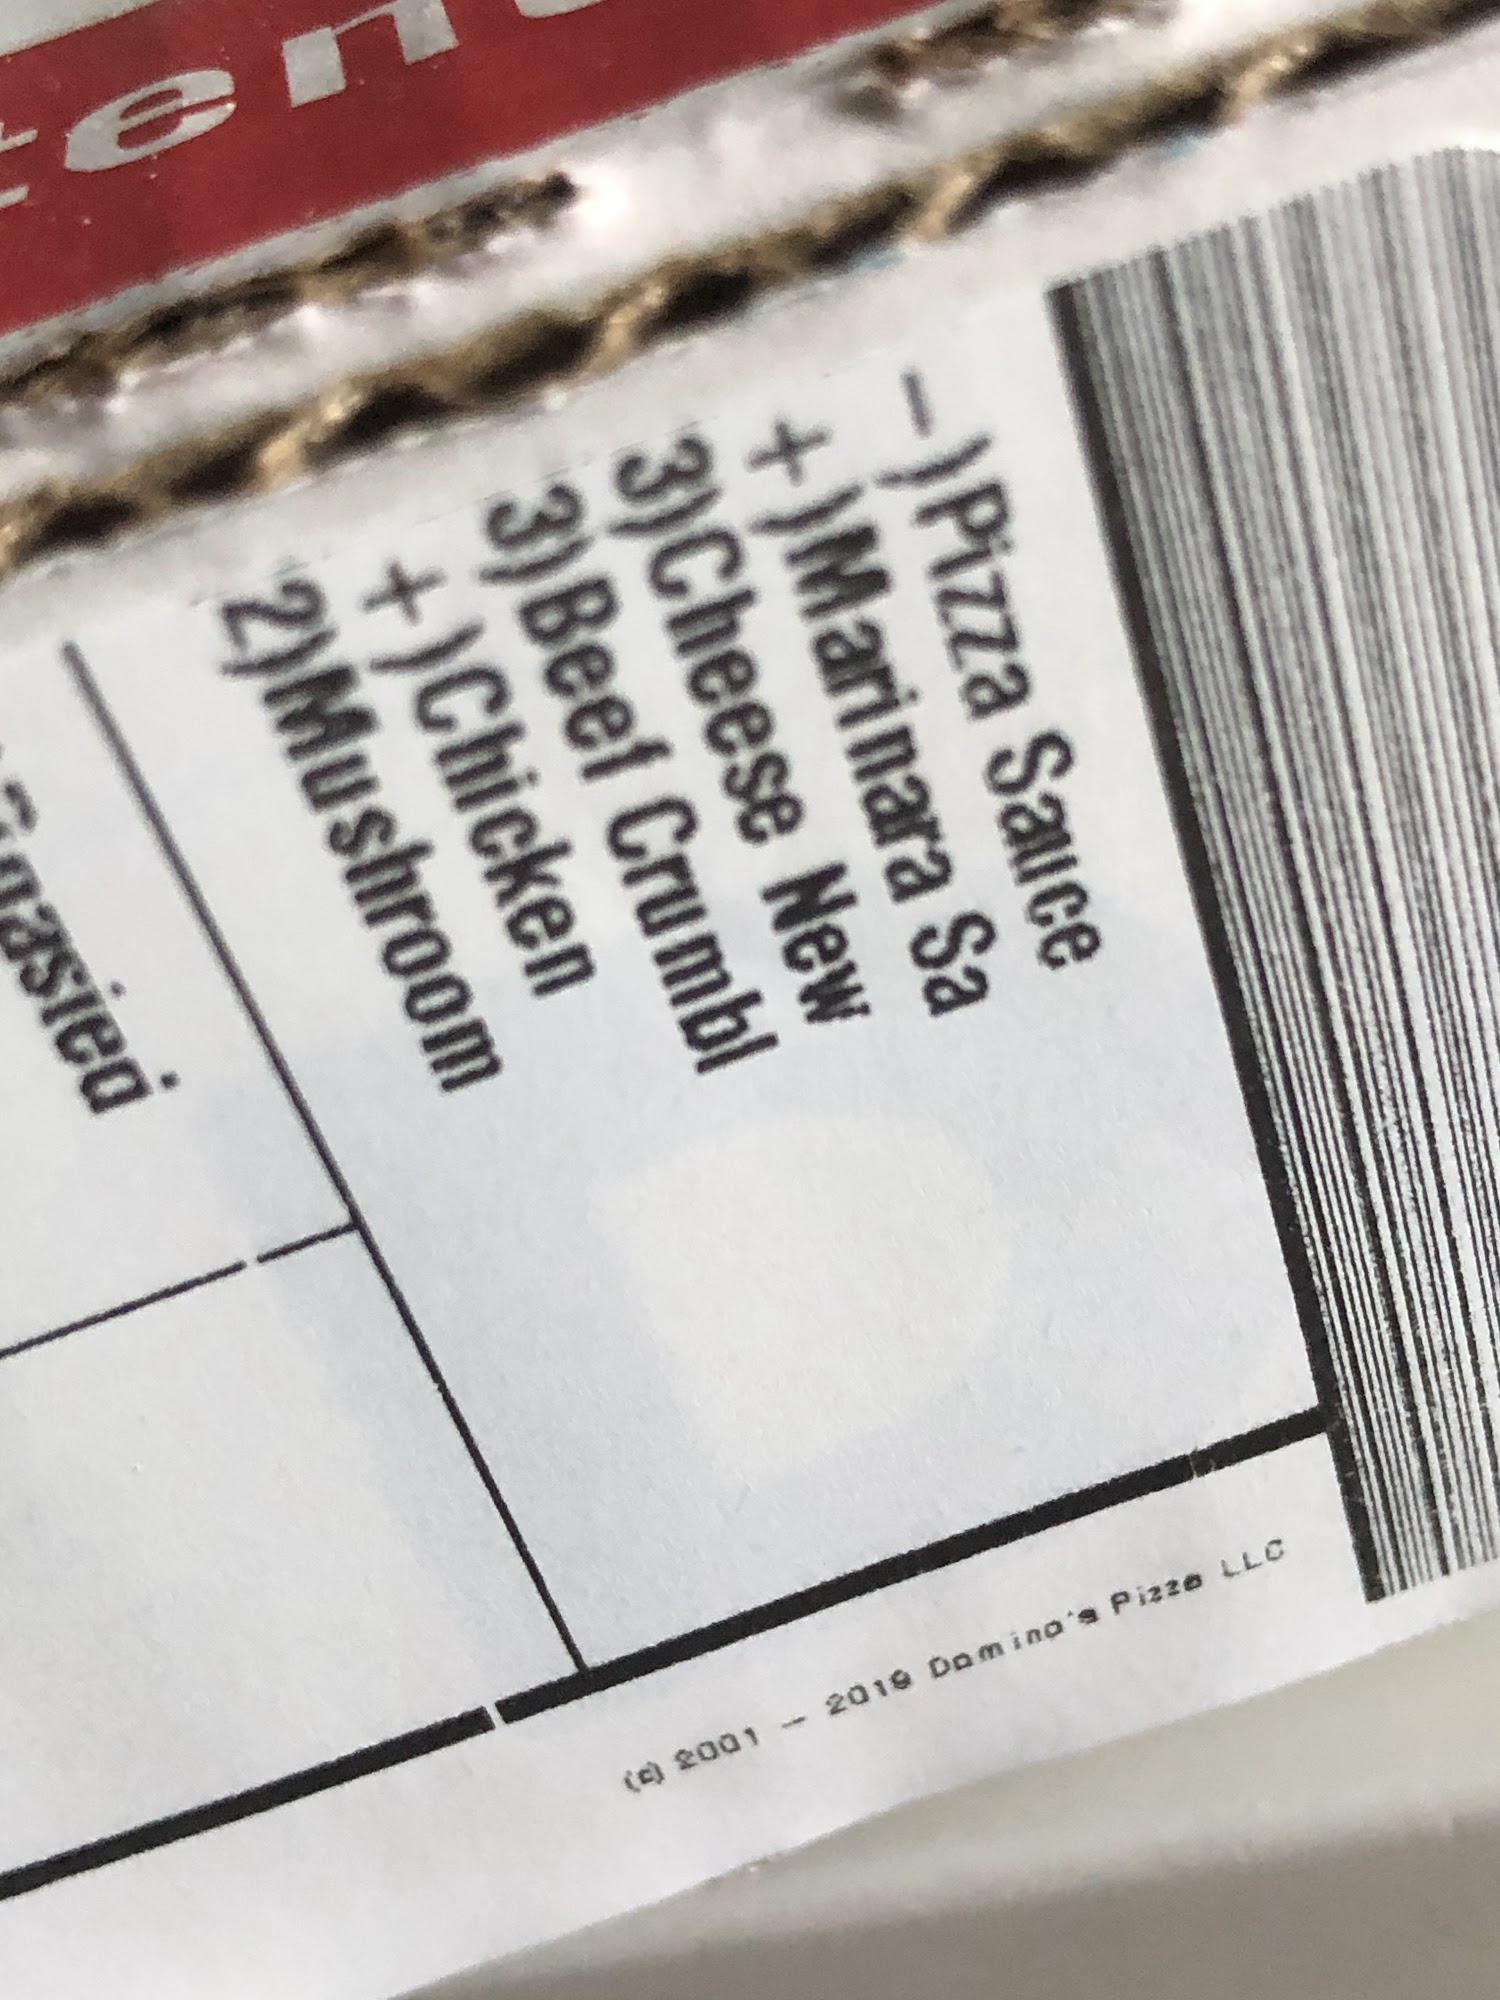 -)Pizza Sauce
+)Marinara Sa
3)Cheese New
3)Beef Crumbl
+)Chicken
2)Mushroom
(c) 2001 - 2019 Domino's Pizza LLC